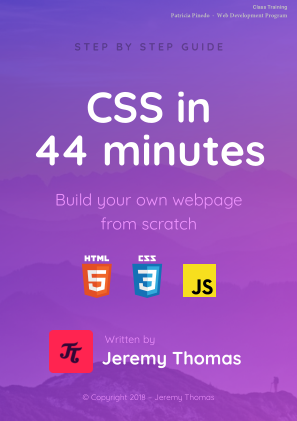 Class Training
Patricia Pinedo - Web Development Program
STEP BY STEP GUIDE
CSS in
44 minutes
Build your own webpage
from scratch
HTML
CSS
5
3
JS
Written by
Jeremy Thomas
© Copyright 2018 – Jeremy Thomas